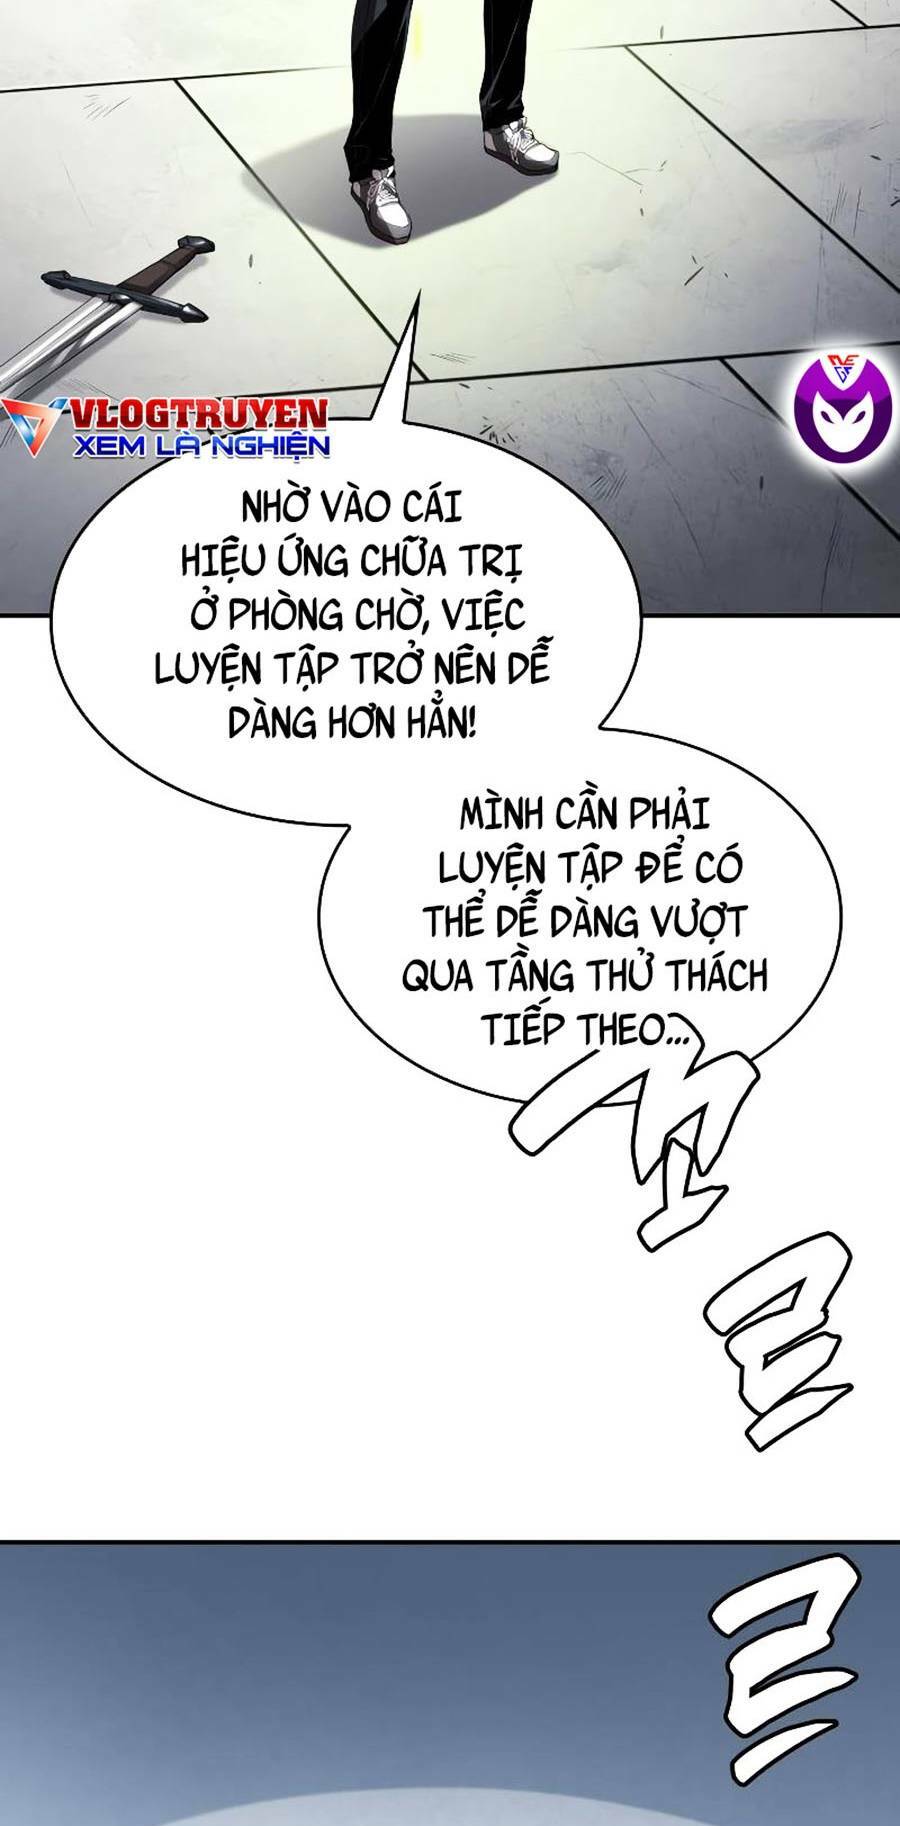 VLOGTRUYEN
XEM LÀ NGHIỆN
NHỜ VÀO CÁI
HIỆU ỨNG CHỮA TRỊ
Ở PHÒNG CHỜ, VIỆC
LUYỆN TẬP TRỞ NÊN DỄ
DÀNG HƠN HẲN!
MÌNH CẦN PHẢI
LUYỆN TẬP ĐỂ CÓ
THỂ DỄ DÀNG VƯỢT
QUA TẦNG THỬ THÁCH
TIẾP THEO...
르
르